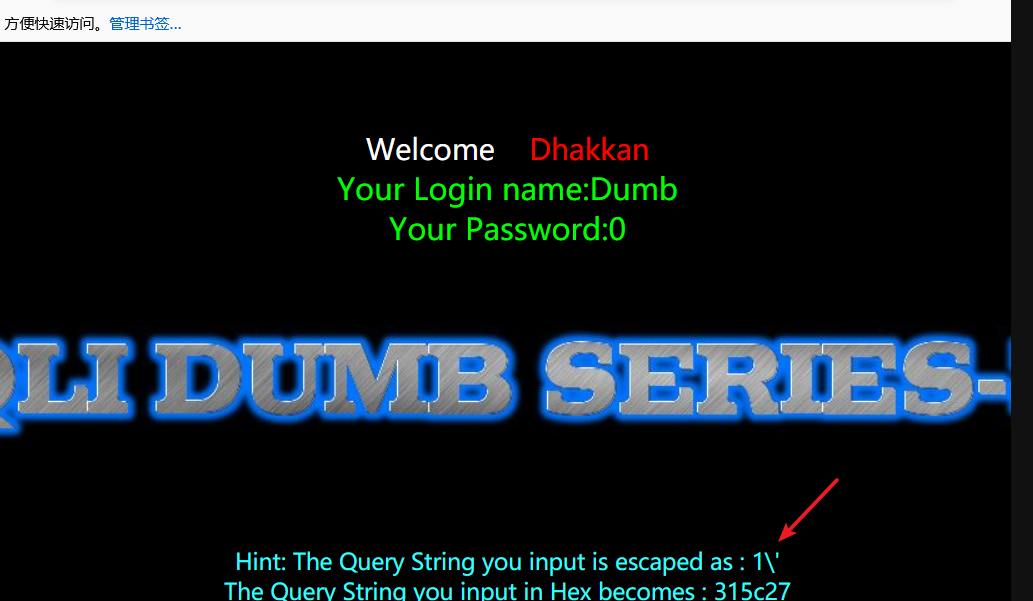 方便快速访问。管理书签...
Welcome Dhakkan
Your Login name:Dumb
Your Password:0
QLI DUMB SERIES-
Hint: The Query String you input is escaped as : 1\'
The Query String you input in Hex becomes : 315c27